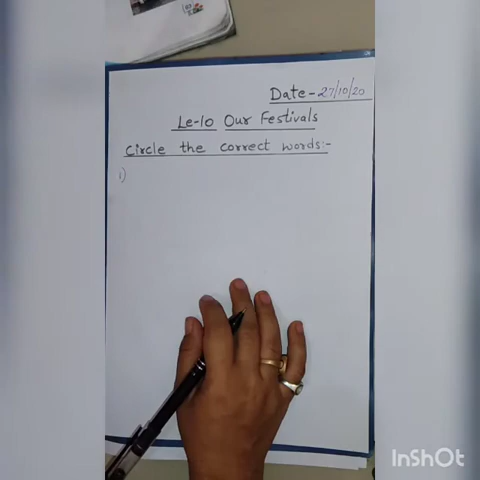 Date-27/10/20
Le-10 Our Festivals
Circle the correct words:-
1)
InShOt